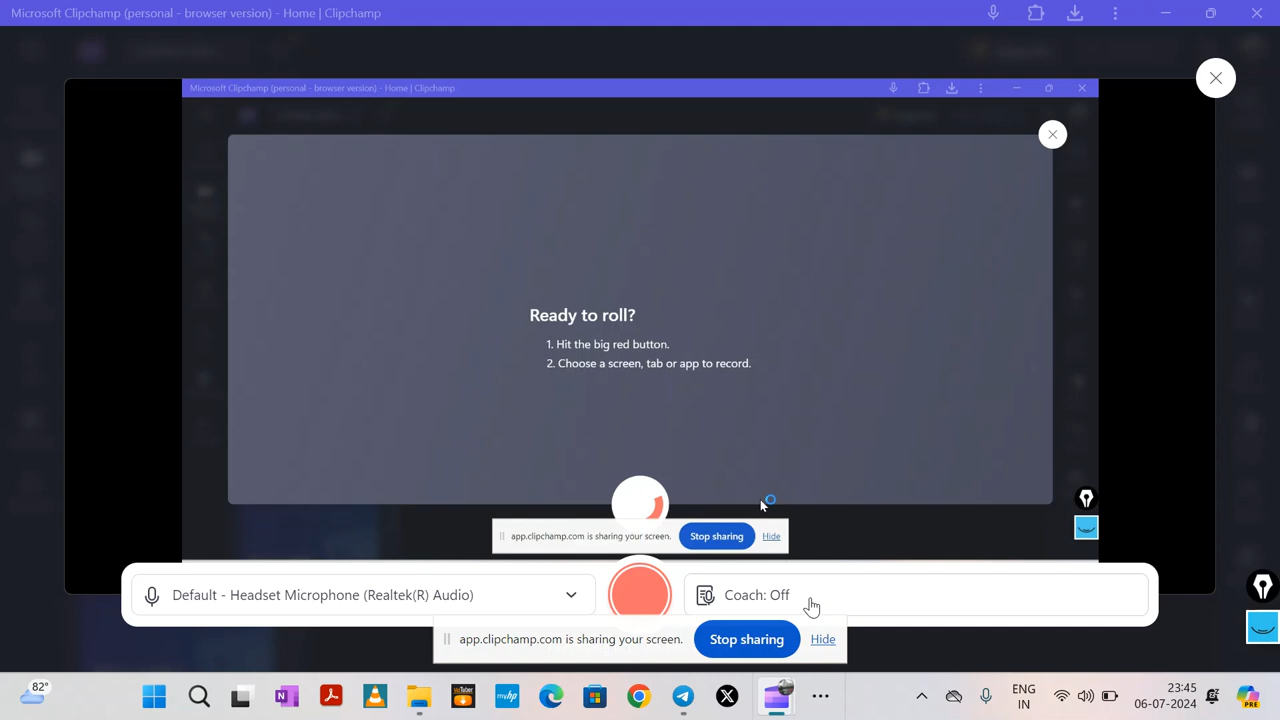 Microsoft Clipchamp (personal - browser version) - Home | Clipchamp
Microsoft Clipchamp (personal - browser version) - Home | Clipchamp
Ready to roll?
1. Hit the big red button.
2. Choose a screen, tab or app to record.
app.clipchamp.com is sharing your screen. Stop sharing Hide
Default - Headset Microphone (Realtek(R) Audio) Coach: Off
app.clipchamp.com is sharing your screen. Stop sharing Hide
82° N myhp X ENG 23:45
IN 06-07-2024 PRE